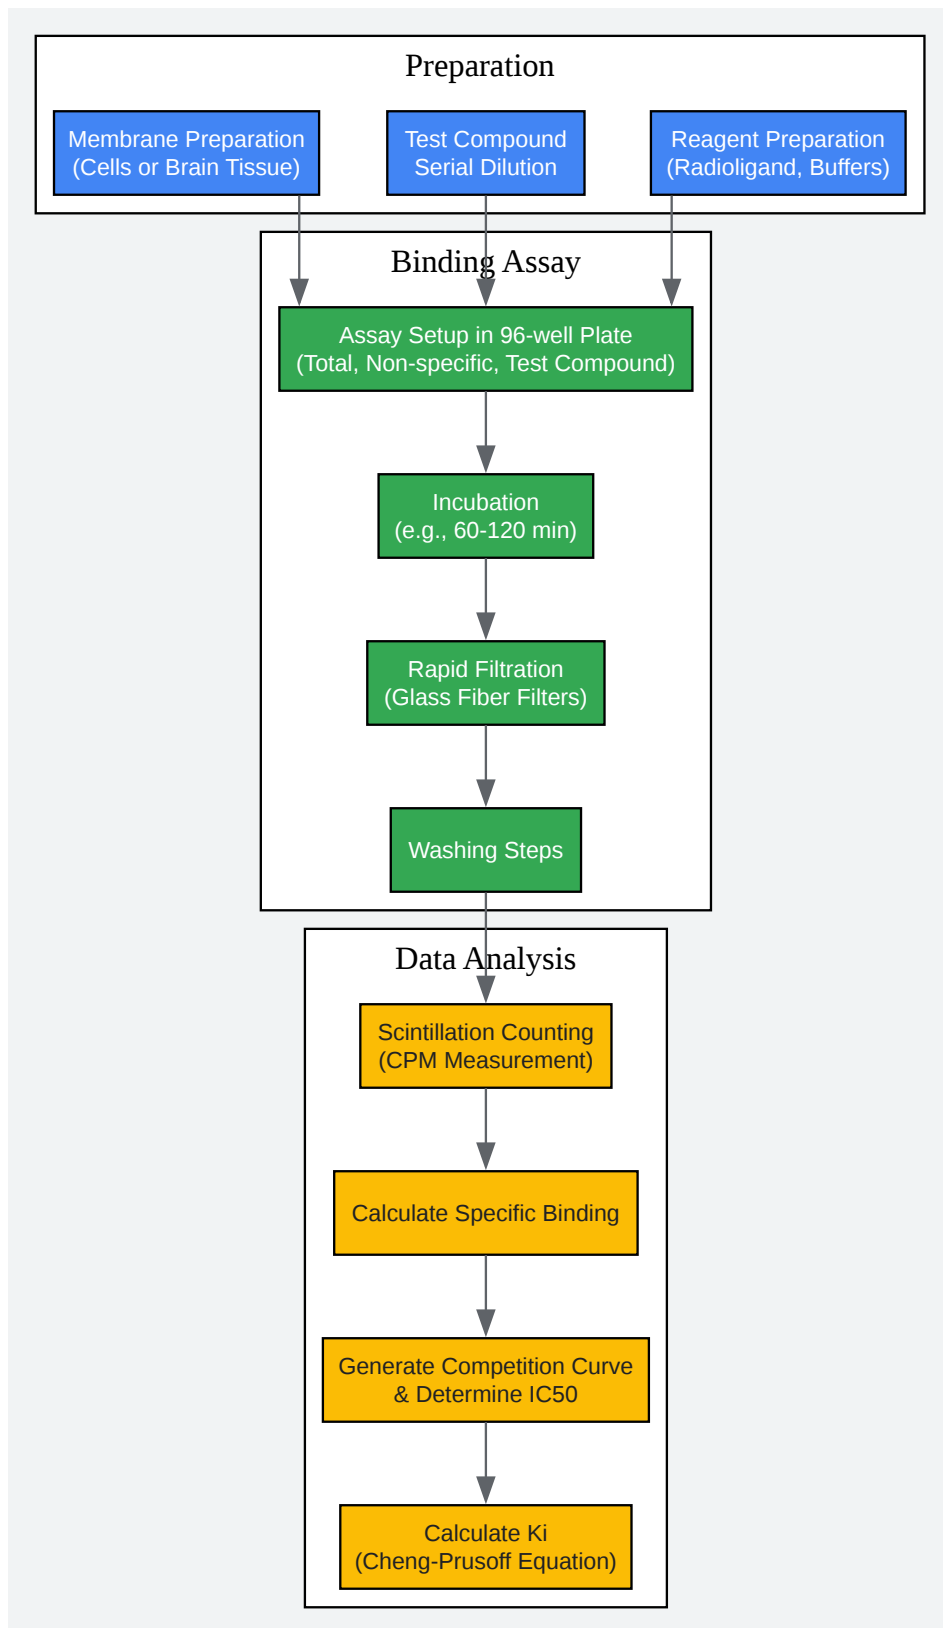 Preparation
Membrane Preparation
(Cells or Brain Tissue)
Test Compound
Serial Dilution
Reagent Preparation
(Radioligand, Buffers)
Binding Assay
Assay Setup in 96-well Plate
(Total, Non-specific, Test Compound)
Incubation
(e.g., 60-120 min)
Rapid Filtration
(Glass Fiber Filters)
Washing Steps
Data Analysis
Scintillation Counting
(CPM Measurement)
Calculate Specific Binding
Generate Competition Curve
& Determine IC50
Calculate Ki
(Cheng-Prusoff Equation)